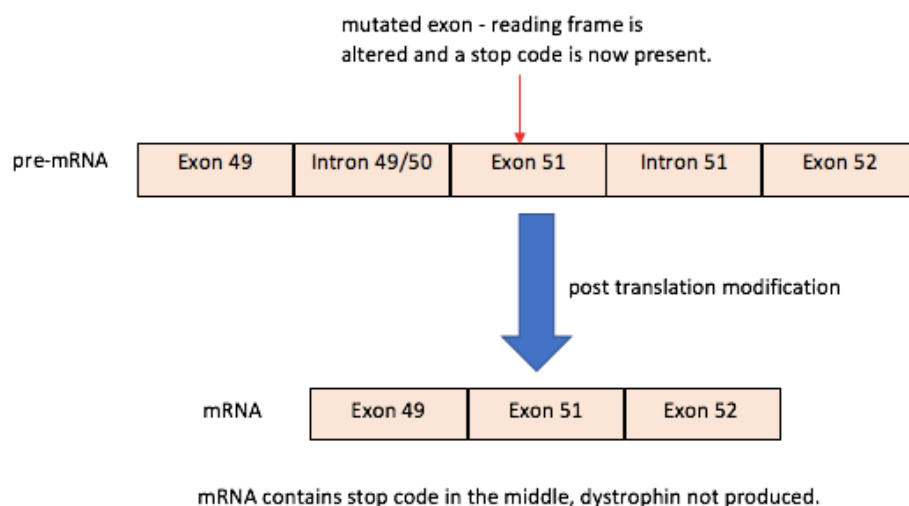 mutated exon - reading frame is
altered and a stop code is now present.
pre-mRNA Exon 49 Intron 49/50 Exon 51 Intron 51 Exon 52
post translation modification
mRNA Exon 49 Exon 51 Exon 52
mRNA contains stop code in the middle, dystrophin not produced.